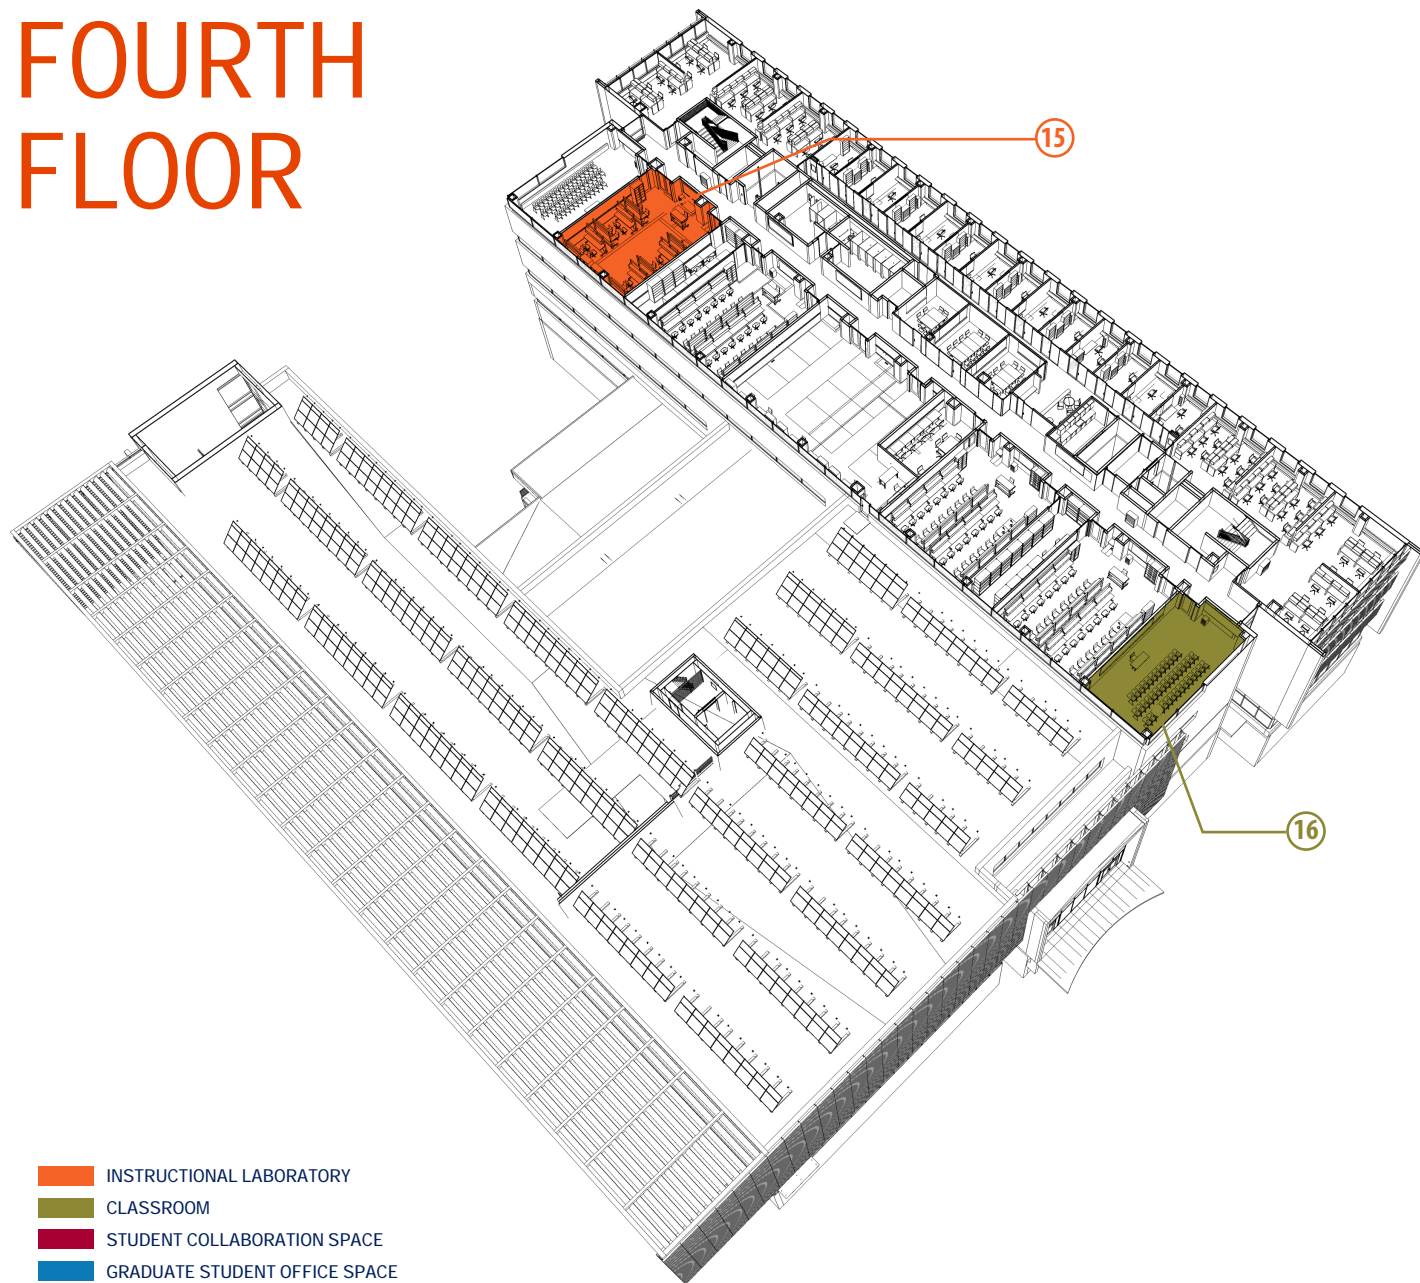 FOURTH
FLOOR
15
16
INSTRUCTIONAL LABORATORY
CLASSROOM
STUDENT COLLABORATION SPACE
GRADUATE STUDENT OFFICE SPACE